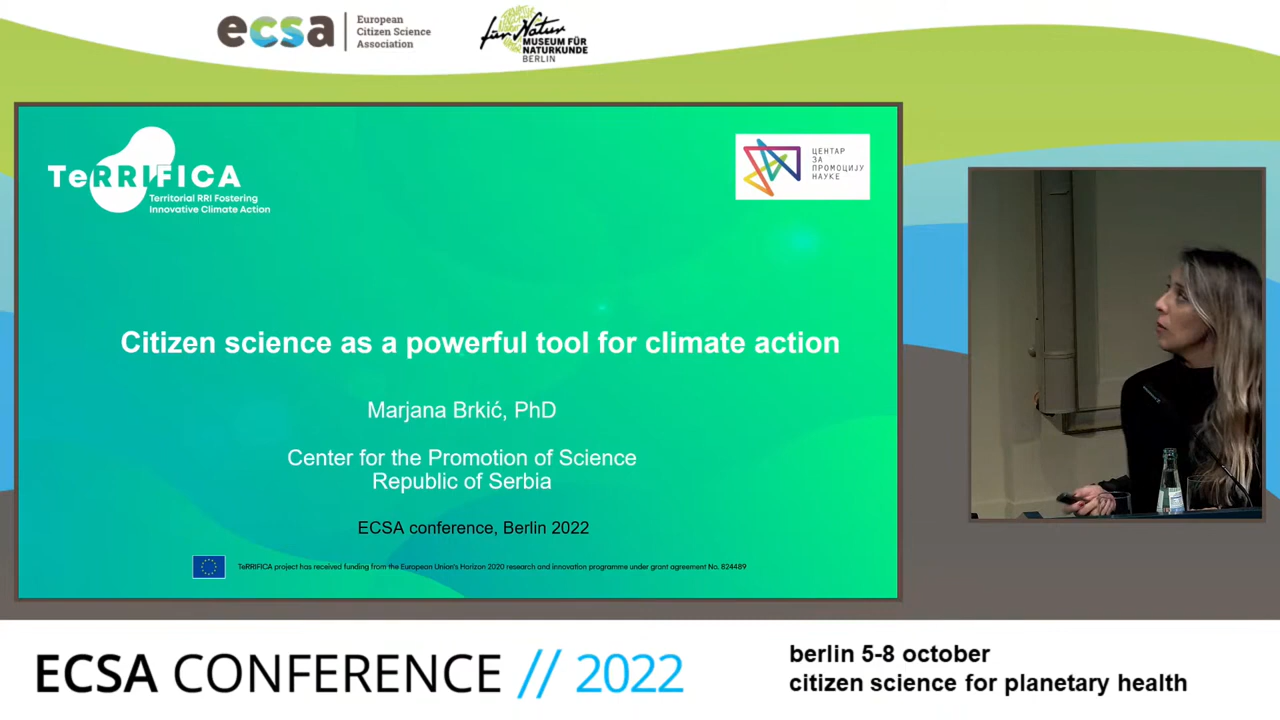 ecsa
European
Citizen Science
Association
für Natur
MUSEUM FÜR
NATURKUNDE
BERLIN
TeRRIFICA
Territorial RRI Fostering
Innovative Climate Action
ЦЕНТАР
ЗА
ПРОМОЦИЈУ
НАУКЕ
Citizen science as a powerful tool for climate action
Marjana Brkić, PhD
Center for the Promotion of Science
Republic of Serbia
ECSA conference, Berlin 2022
TeRRIFICA project has received funding from the European Union's Horizon 2020 research and innovation programme under grant agreement No. 824489
ECSA CONFERENCE // 2022
berlin 5-8 october
citizen science for planetary health